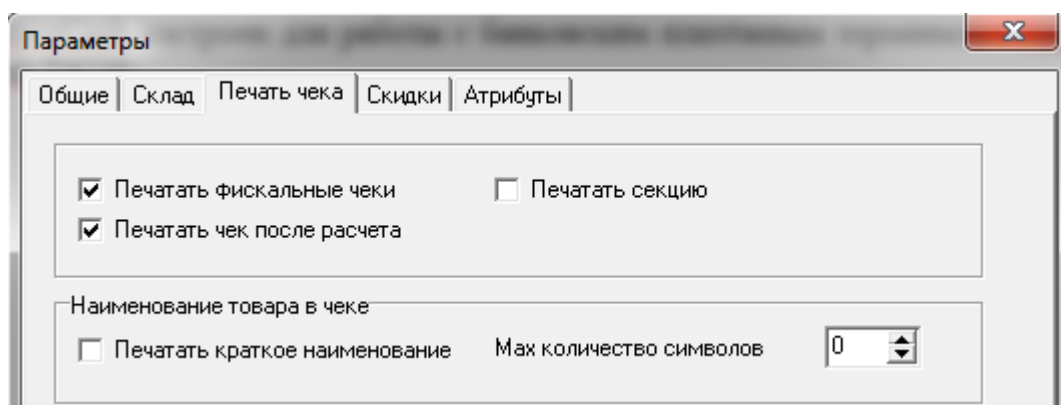 Параметры
Общие Склад Печать чека Скидки Атрибуты
Печатать фискальные чеки Печатать секцию
Печатать чек после расчета
Наименование товара в чеке
Печатать краткое наименование Мах количество символов 0